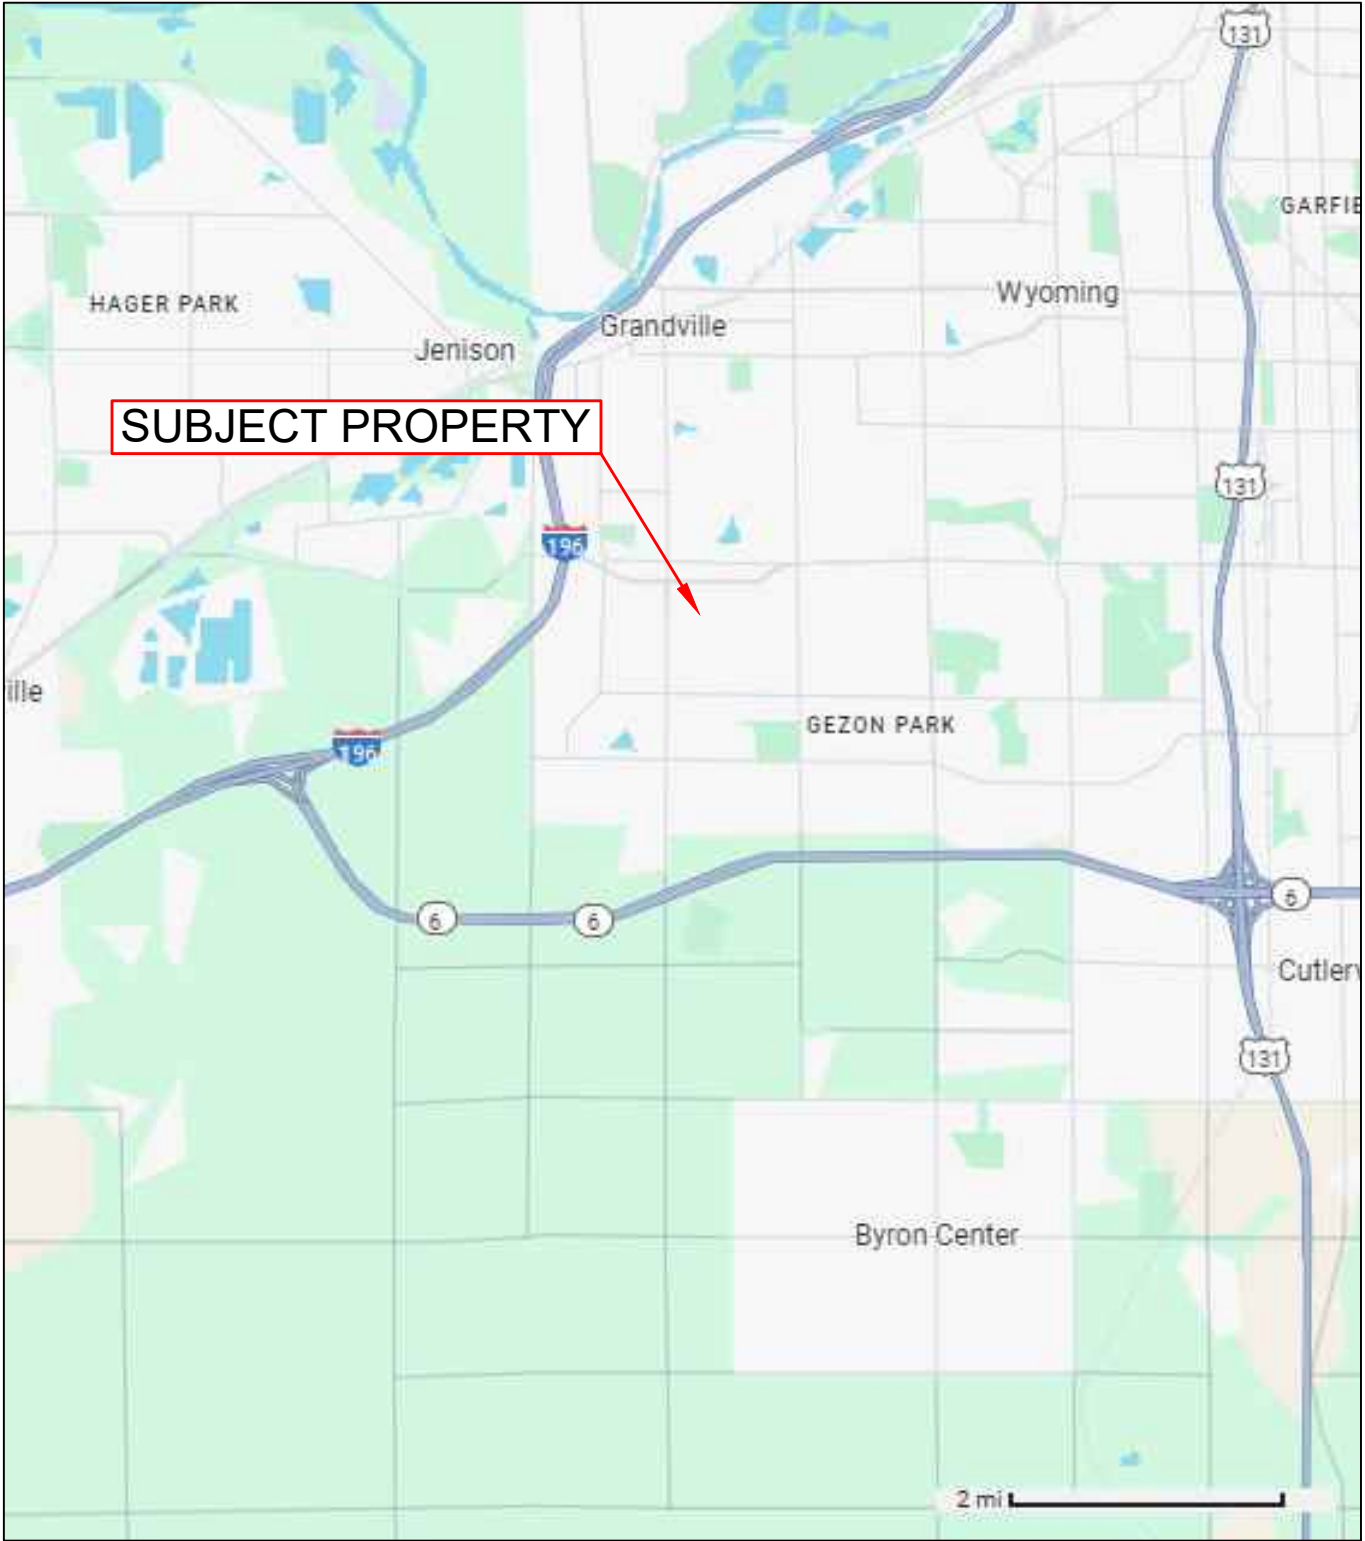 131
GARFIE
HAGER PARK
Wyoming
Grandville
Jenison
SUBJECT PROPERTY
131
196
ille
GEZON PARK
196
6
6
6
Cutlerv
131
Byron Center
2 mi